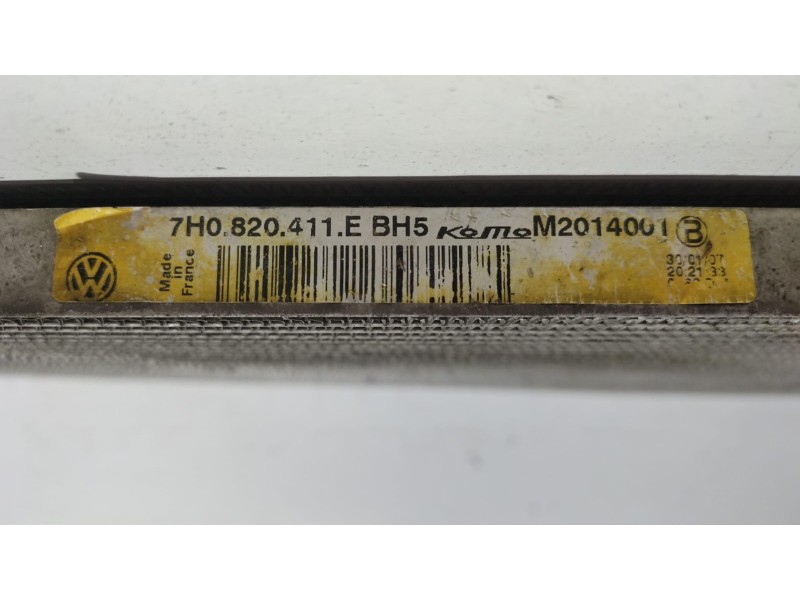 7H0.820.411.E BH5 KoMo M2014001 B
VW
Made
in
France
30/01/07
20:21:33